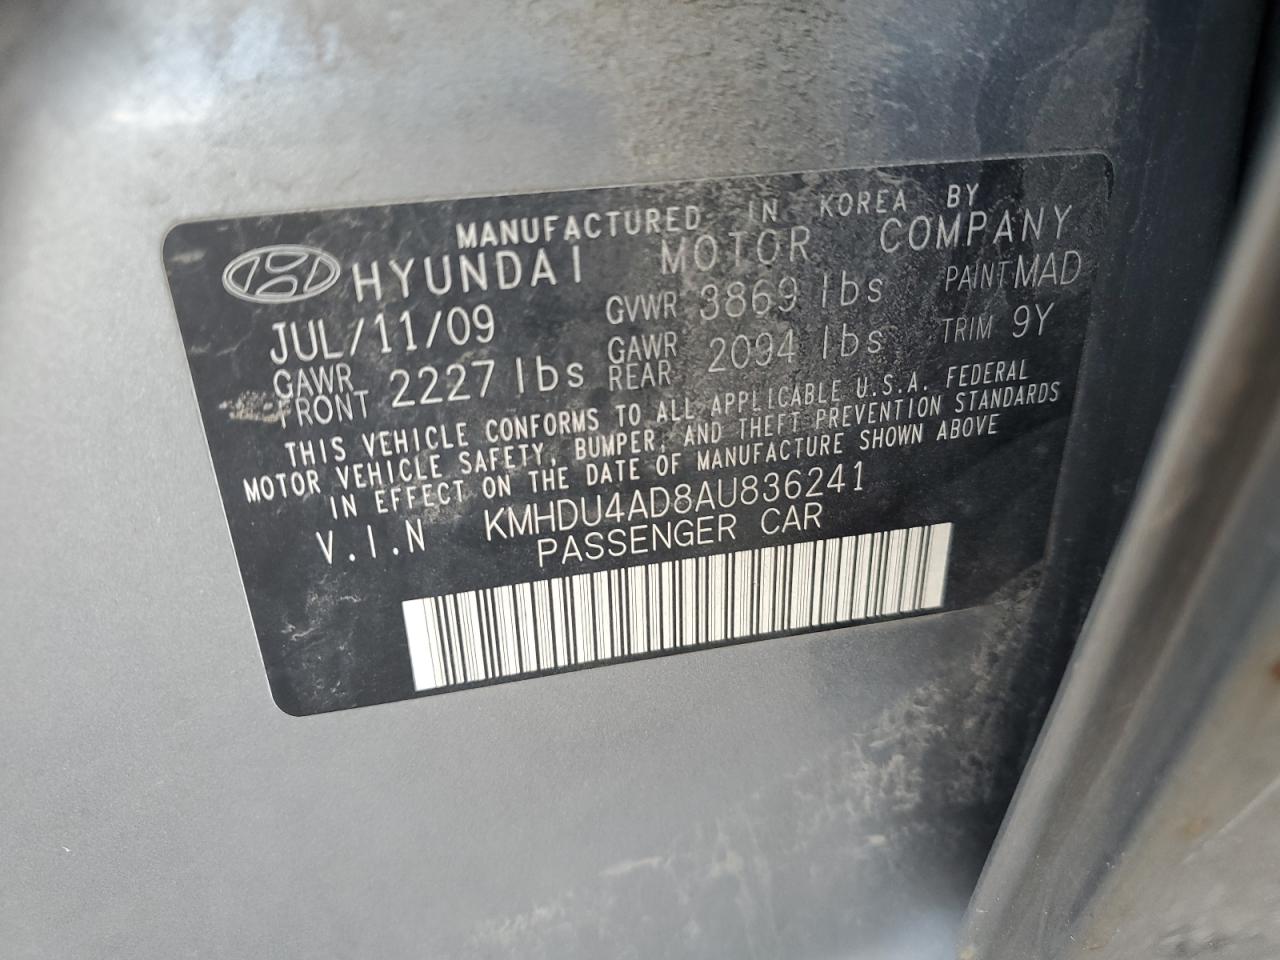 MANUFACTURED IN KOREA BY
HYUNDAI MOTOR COMPANY
JUL/11/09 GVWR 3869 lbs PAINT MAD
GAWR FRONT 2227 lbs GAWR REAR 2094 lbs TRIM 9Y
THIS VEHICLE CONFORMS TO ALL APPLICABLE U.S.A. FEDERAL
MOTOR VEHICLE SAFETY, BUMPER, AND THEFT PREVENTION STANDARDS
IN EFFECT ON THE DATE OF MANUFACTURE SHOWN ABOVE
V.I.N KMHDU4AD8AU836241
PASSENGER CAR